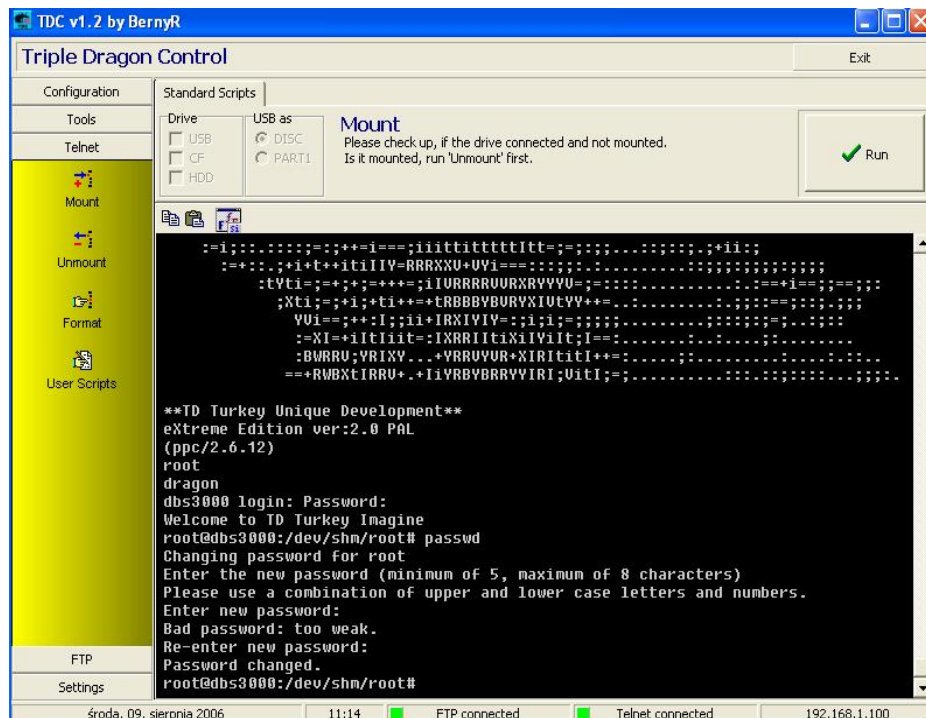 TDC v1.2 by BernyR
Triple Dragon Control
Exit
Configuration
Tools
Telnet
Mount
Unmount
Format
User Scripts
FTP
Settings
Standard Scripts
Drive
USB
CF
HDD
USB as
DISC
PART1
Mount
Please check up, if the drive connected and not mounted.
Is it mounted, run 'Unmount' first.
Run
**TD Turkey Unique Development**
eXtreme Edition ver:2.0 PAL
(ppc/2.6.12)
root
dragon
dbs3000 login: Password:
Welcome to TD Turkey Imagine
root@dbs3000:/dev/shm/root# passwd
Changing password for root
Enter the new password (minimum of 5, maximum of 8 characters)
Please use a combination of upper and lower case letters and numbers.
Enter new password:
Bad password: too weak.
Re-enter new password:
Password changed.
root@dbs3000:/dev/shm/root#
środa, 09. sierpnia 2006
11:14
FTP connected
Telnet connected
192.168.1.100